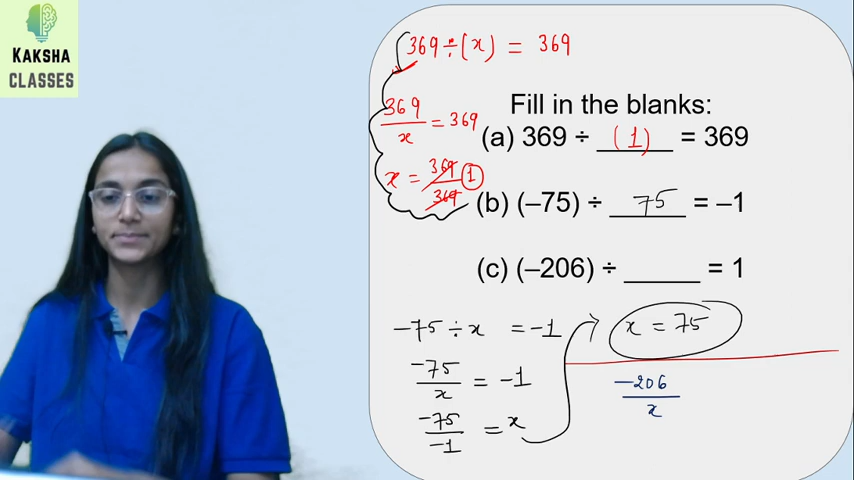 KAKSHA
CLASSES
369 ÷ (x) = 369
369/x = 369
x = 369/369 1
Fill in the blanks:
(a) 369 ÷ (1) = 369
(b) (–75) ÷ 75 = –1
(c) (–206) ÷ ______ = 1
-75 ÷ x = -1
-75/x = -1
-75/-1 = x
x = 75
-206/x